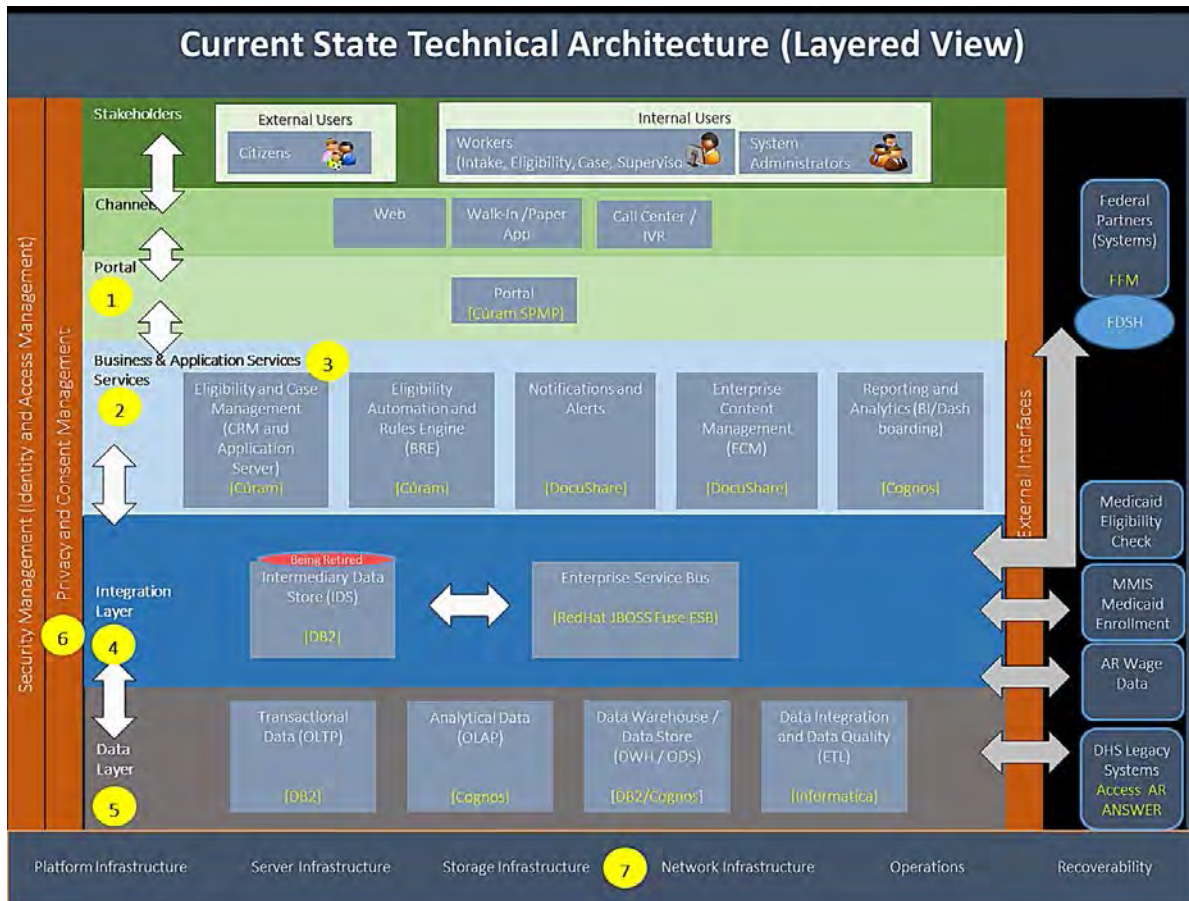 Current State Technical Architecture (Layered View)
Security Management (Identity and Access Management)
Privacy and Consent Management
6
Stakeholders
External Users
Citizens
Internal Users
Workers
(Intake, Eligibility, Case, Superviso
System
Administrators
Channels
Web
Walk-In /Paper
App
Call Center /
IVR
Portal
1
Portal
[Cúram SPMP]
Business & Application Services
3
Services
2
Eligibility and Case
Management
(CRM and
Application
Server)
[Cúram]
Eligibility
Automation and
Rules Engine
(BRE)
[Cúram]
Notifications and
Alerts
[DocuShare]
Enterprise
Content
Management
(ECM)
[DocuShare]
Reporting and
Analytics (BI/Dash
boarding)
[Cognos]
Integration
Layer
4
Being Retired
Intermediary Data
Store (IDS)
[DB2]
Enterprise Service Bus
[RedHat JBOSS Fuse ESB]
Data
Layer
5
Transactional
Data (OLTP)
[DB2]
Analytical Data
(OLAP)
[Cognos]
Data Warehouse /
Data Store
(DWH / ODS)
[DB2/Cognos]
Data Integration
and Data Quality
(ETL)
[Informatica]
External Interfaces
Federal
Partners
(Systems)
FFM
FDSH
Medicaid
Eligibility
Check
MMIS
Medicaid
Enrollment
AR Wage
Data
DHS Legacy
Systems
Access AR
ANSWER
Platform Infrastructure
Server Infrastructure
Storage Infrastructure
7
Network Infrastructure
Operations
Recoverability